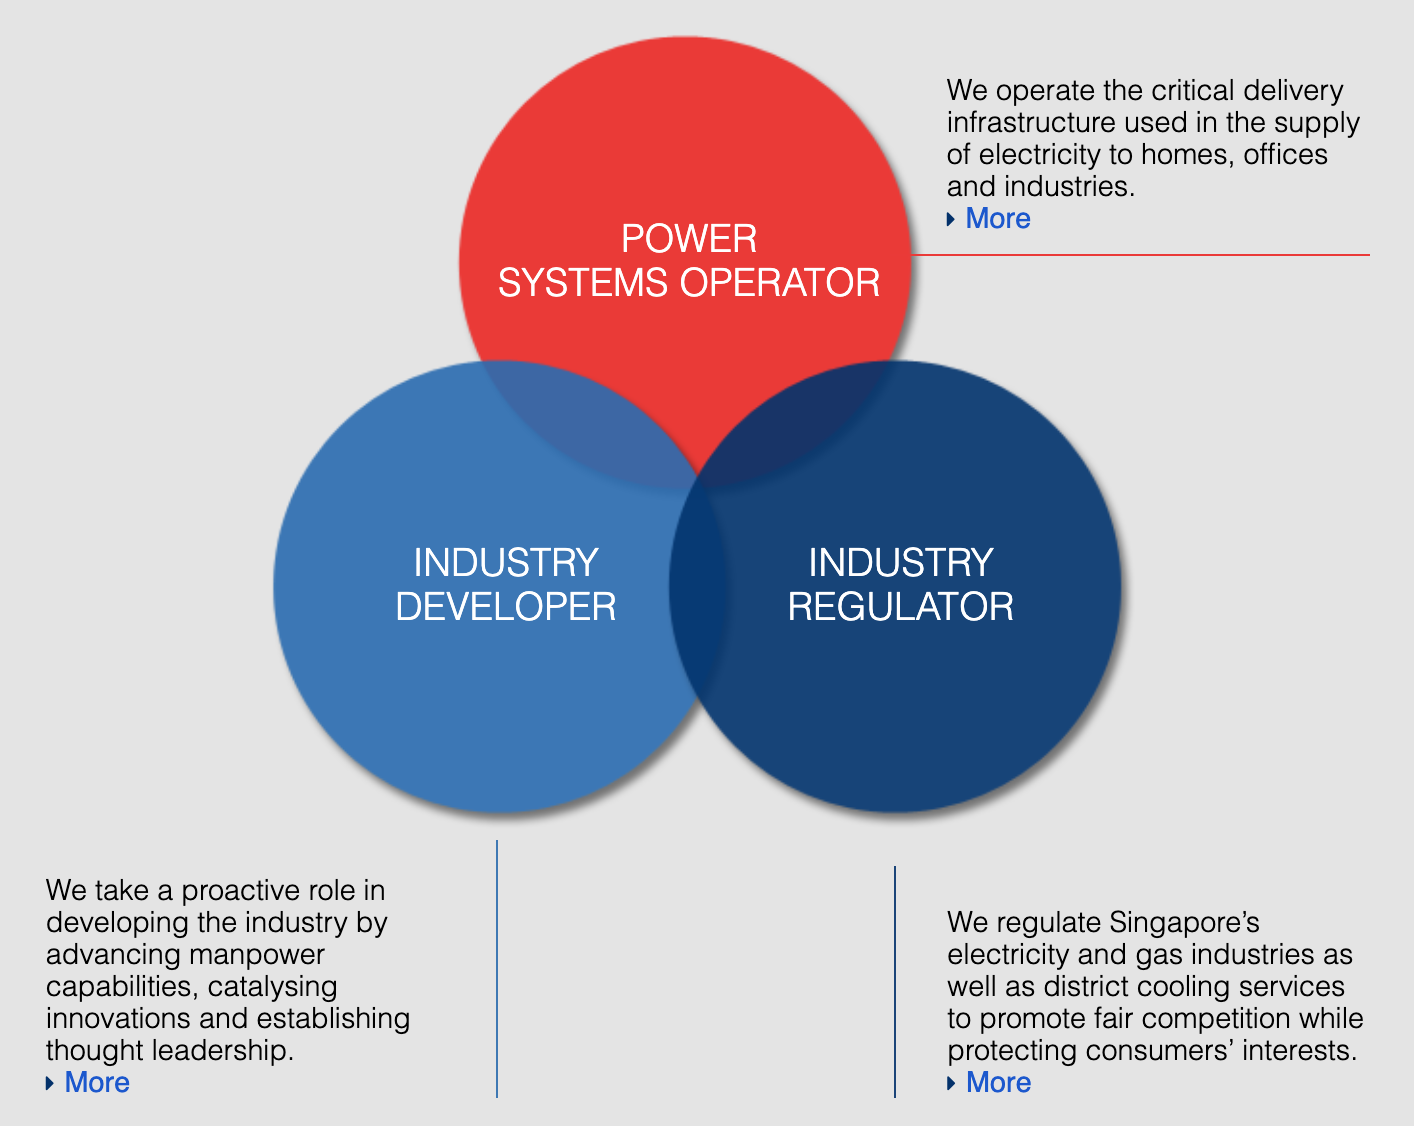 We operate the critical delivery
infrastructure used in the supply
of electricity to homes, offices
and industries.
More
POWER
SYSTEMS OPERATOR
INDUSTRY
DEVELOPER
INDUSTRY
REGULATOR
We take a proactive role in
developing the industry by
advancing manpower
capabilities, catalysing
innovations and establishing
thought leadership.
More
We regulate Singapore’s
electricity and gas industries as
well as district cooling services
to promote fair competition while
protecting consumers’ interests.
More